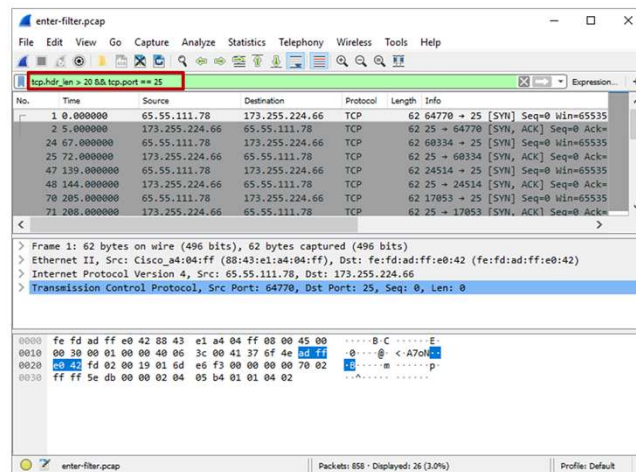 enter-filter.pcap
File Edit View Go Capture Analyze Statistics Telephony Wireless Tools Help
tcp.hdr_len > 20 && tcp.port == 25
Expression...
No. Time Source Destination Protocol Length Info
1 0.000000 65.55.111.78 173.255.224.66 TCP 62 64770 → 25 [SYN] Seq=0 Win=65535
2 5.000000 173.255.224.66 65.55.111.78 TCP 62 25 → 64770 [SYN, ACK] Seq=0 Ack=
24 67.000000 65.55.111.78 173.255.224.66 TCP 62 60334 → 25 [SYN] Seq=0 Win=65535
25 72.000000 173.255.224.66 65.55.111.78 TCP 62 25 → 60334 [SYN, ACK] Seq=0 Ack=
47 139.000000 65.55.111.78 173.255.224.66 TCP 62 24514 → 25 [SYN] Seq=0 Win=65535
48 144.000000 173.255.224.66 65.55.111.78 TCP 62 25 → 24514 [SYN, ACK] Seq=0 Ack=
70 205.000000 65.55.111.78 173.255.224.66 TCP 62 17053 → 25 [SYN] Seq=0 Win=65535
71 208.000000 173.255.224.66 65.55.111.78 TCP 62 25 → 17053 [SYN, ACK] Seq=0 Ack=
Frame 1: 62 bytes on wire (496 bits), 62 bytes captured (496 bits)
Ethernet II, Src: Cisco_a4:04:ff (88:43:e1:a4:04:ff), Dst: fe:fd:ad:ff:e0:42 (fe:fd:ad:ff:e0:42)
Internet Protocol Version 4, Src: 65.55.111.78, Dst: 173.255.224.66
Transmission Control Protocol, Src Port: 64770, Dst Port: 25, Seq: 0, Len: 0
0000 fe fd ad ff e0 42 88 43 e1 a4 04 ff 08 00 45 00 ·····B·C ······E·
0010 00 30 00 01 00 00 40 06 3c 00 41 37 6f 4e ad ff ·0····@· <·A7oN··
0020 e0 42 fd 02 00 19 01 6d e6 f3 00 00 00 00 70 02 ·B·····m ······p·
0030 ff ff 5e db 00 00 02 04 05 b4 01 01 04 02 ··^····· ······
enter-filter.pcap
Packets: 858 · Displayed: 26 (3.0%)
Profile: Default